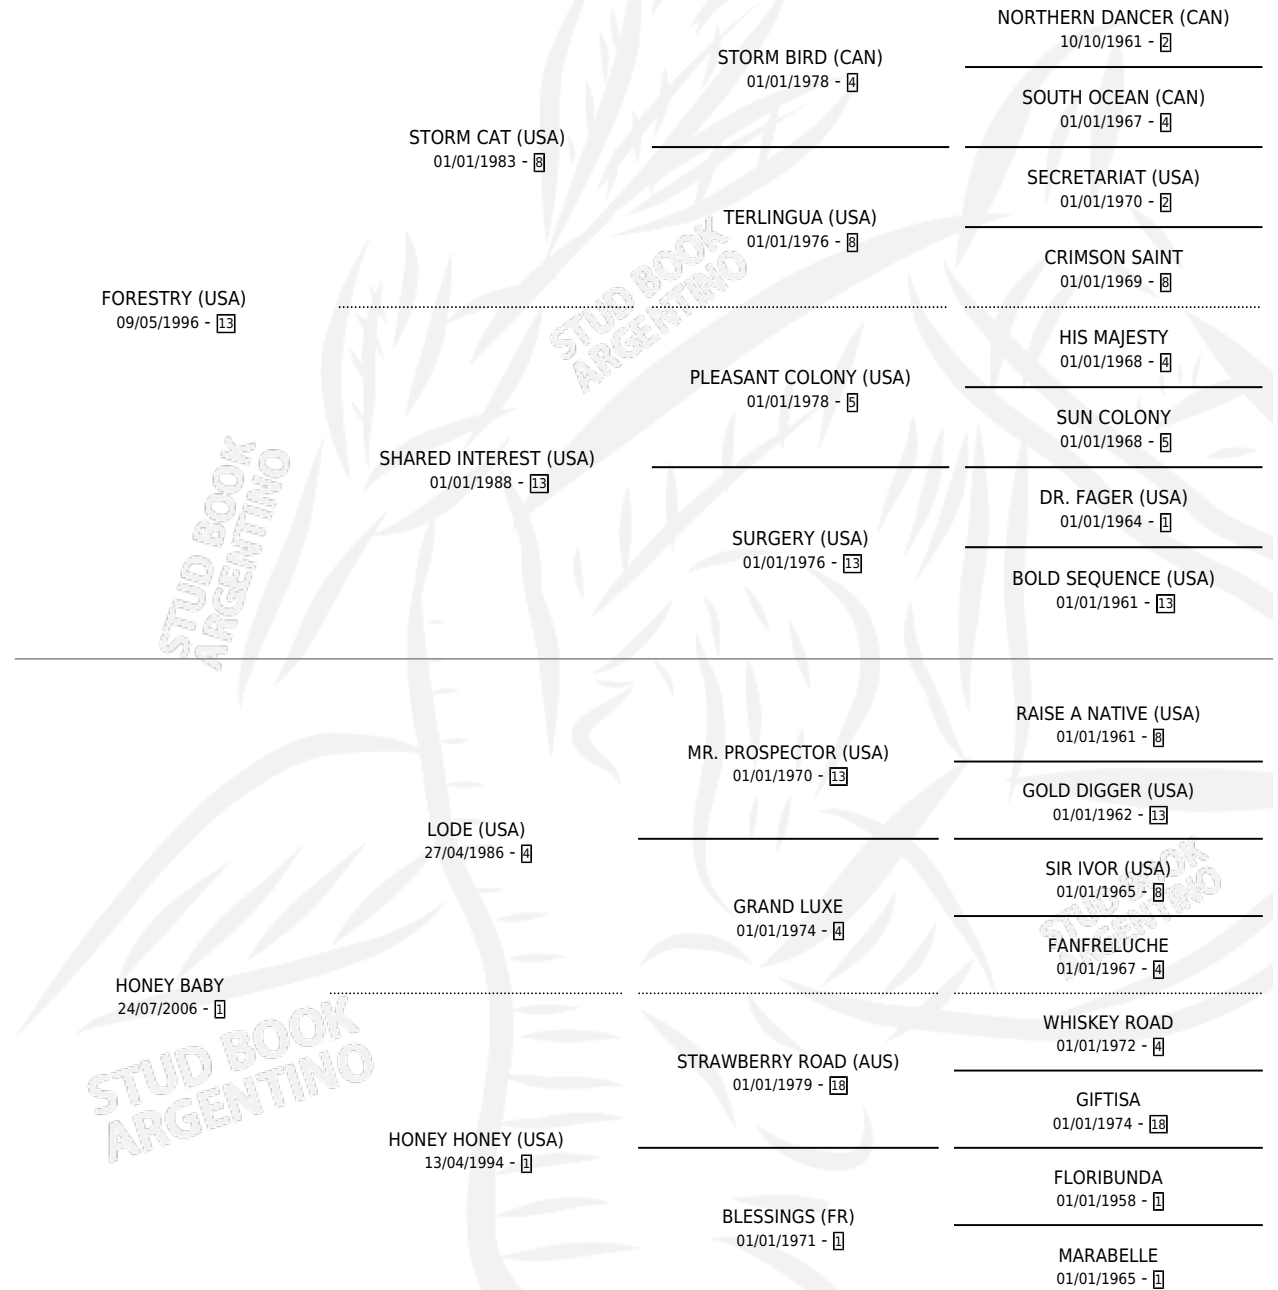 NORTHERN DANCER (CAN)
10/10/1961 - 2
STORM BIRD (CAN)
01/01/1978 - 4
SOUTH OCEAN (CAN)
01/01/1967 - 4
STORM CAT (USA)
01/01/1983 - 8
SECRETARIAT (USA)
01/01/1970 - 2
TERLINGUA (USA)
01/01/1976 - 8
CRIMSON SAINT
01/01/1969 - 8
FORESTRY (USA)
09/05/1996 - 13
HIS MAJESTY
01/01/1968 - 4
PLEASANT COLONY (USA)
01/01/1978 - 5
SUN COLONY
01/01/1968 - 5
SHARED INTEREST (USA)
01/01/1988 - 13
DR. FAGER (USA)
01/01/1964 - 1
SURGERY (USA)
01/01/1976 - 13
BOLD SEQUENCE (USA)
01/01/1961 - 13
RAISE A NATIVE (USA)
01/01/1961 - 8
MR. PROSPECTOR (USA)
01/01/1970 - 13
GOLD DIGGER (USA)
01/01/1962 - 13
LODE (USA)
27/04/1986 - 4
SIR IVOR (USA)
01/01/1965 - 8
GRAND LUXE
01/01/1974 - 4
FANFRELUCHE
01/01/1967 - 4
HONEY BABY
24/07/2006 - 1
WHISKEY ROAD
01/01/1972 - 4
STRAWBERRY ROAD (AUS)
01/01/1979 - 18
GIFTISA
01/01/1974 - 18
HONEY HONEY (USA)
13/04/1994 - 1
FLORIBUNDA
01/01/1958 - 1
BLESSINGS (FR)
01/01/1971 - 1
MARABELLE
01/01/1965 - 1
STUD BOOK
ARGENTINO
STUD BOOK
ARGENTINO
STUD BOOK
ARGENTINO
STUD BOOK
ARGENTINO